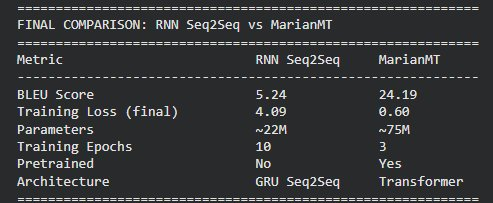 ============================================================
FINAL COMPARISON: RNN Seq2Seq vs MarianMT
============================================================
Metric                         RNN Seq2Seq     MarianMT
------------------------------------------------------------
BLEU Score                     5.24            24.19
Training Loss (final)          4.09            0.60
Parameters                     ~22M            ~75M
Training Epochs                10              3
Pretrained                     No              Yes
Architecture                   GRU Seq2Seq     Transformer
============================================================